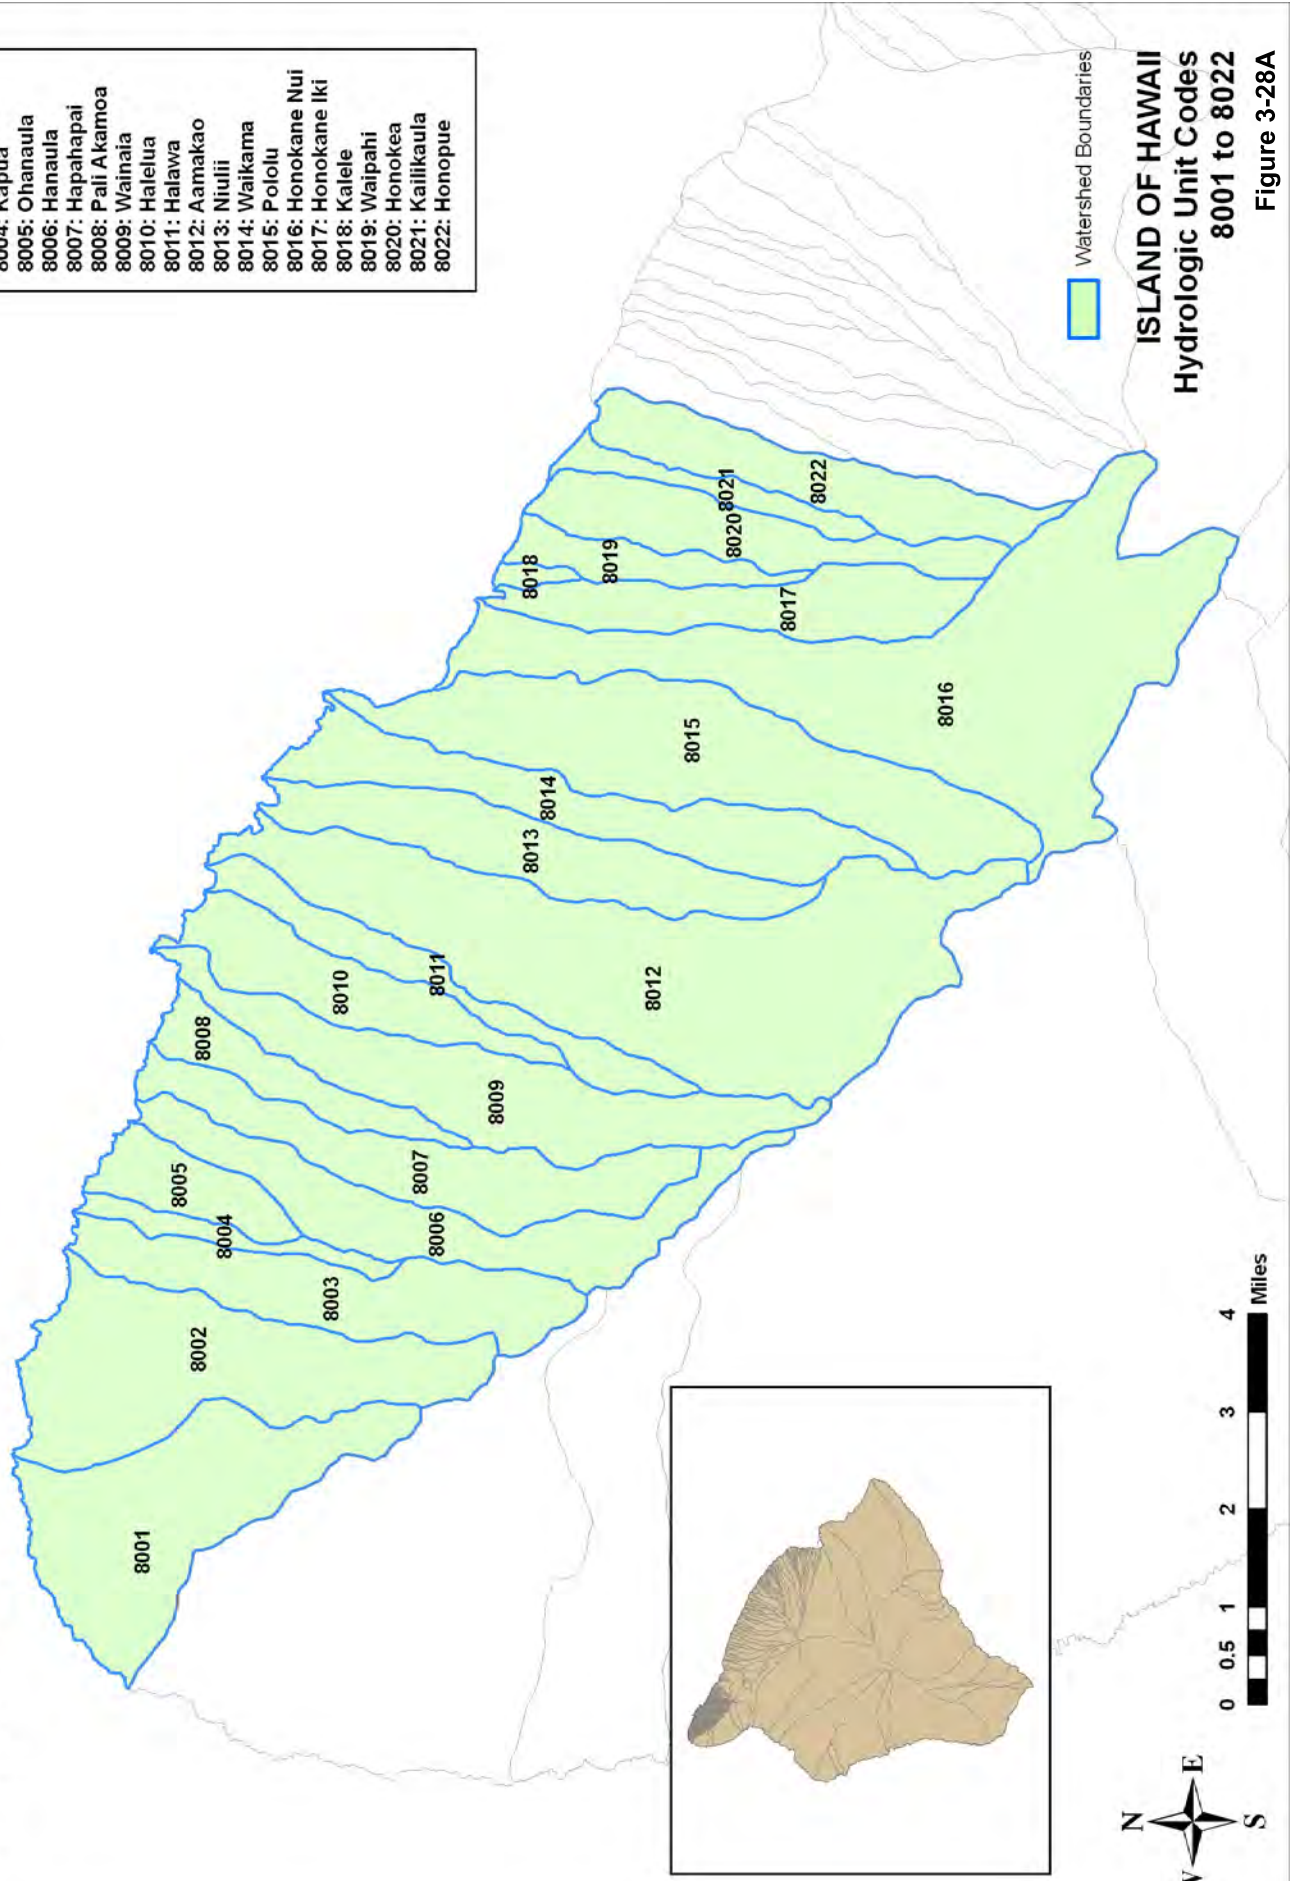 8004: Kapua
8005: Ohanaula
8006: Hanaula
8007: Hapahapai
8008: Pali Akamoa
8009: Wainaia
8010: Halelua
8011: Halawa
8012: Aamakao
8013: Niulii
8014: Waikama
8015: Pololu
8016: Honokane Nui
8017: Honokane Iki
8018: Kalele
8019: Waipahi
8020: Honokea
8021: Kailikaula
8022: Honopue
8001
8002
8003
8004
8005
8006
8007
8008
8009
8010
8011
8012
8013
8014
8015
8016
8017
8018
8019
8020
8021
8022
Watershed Boundaries
ISLAND OF HAWAII
Hydrologic Unit Codes
8001 to 8022
Figure 3-28A
N
W
E
S
0 0.5 1 2 3 4
Miles